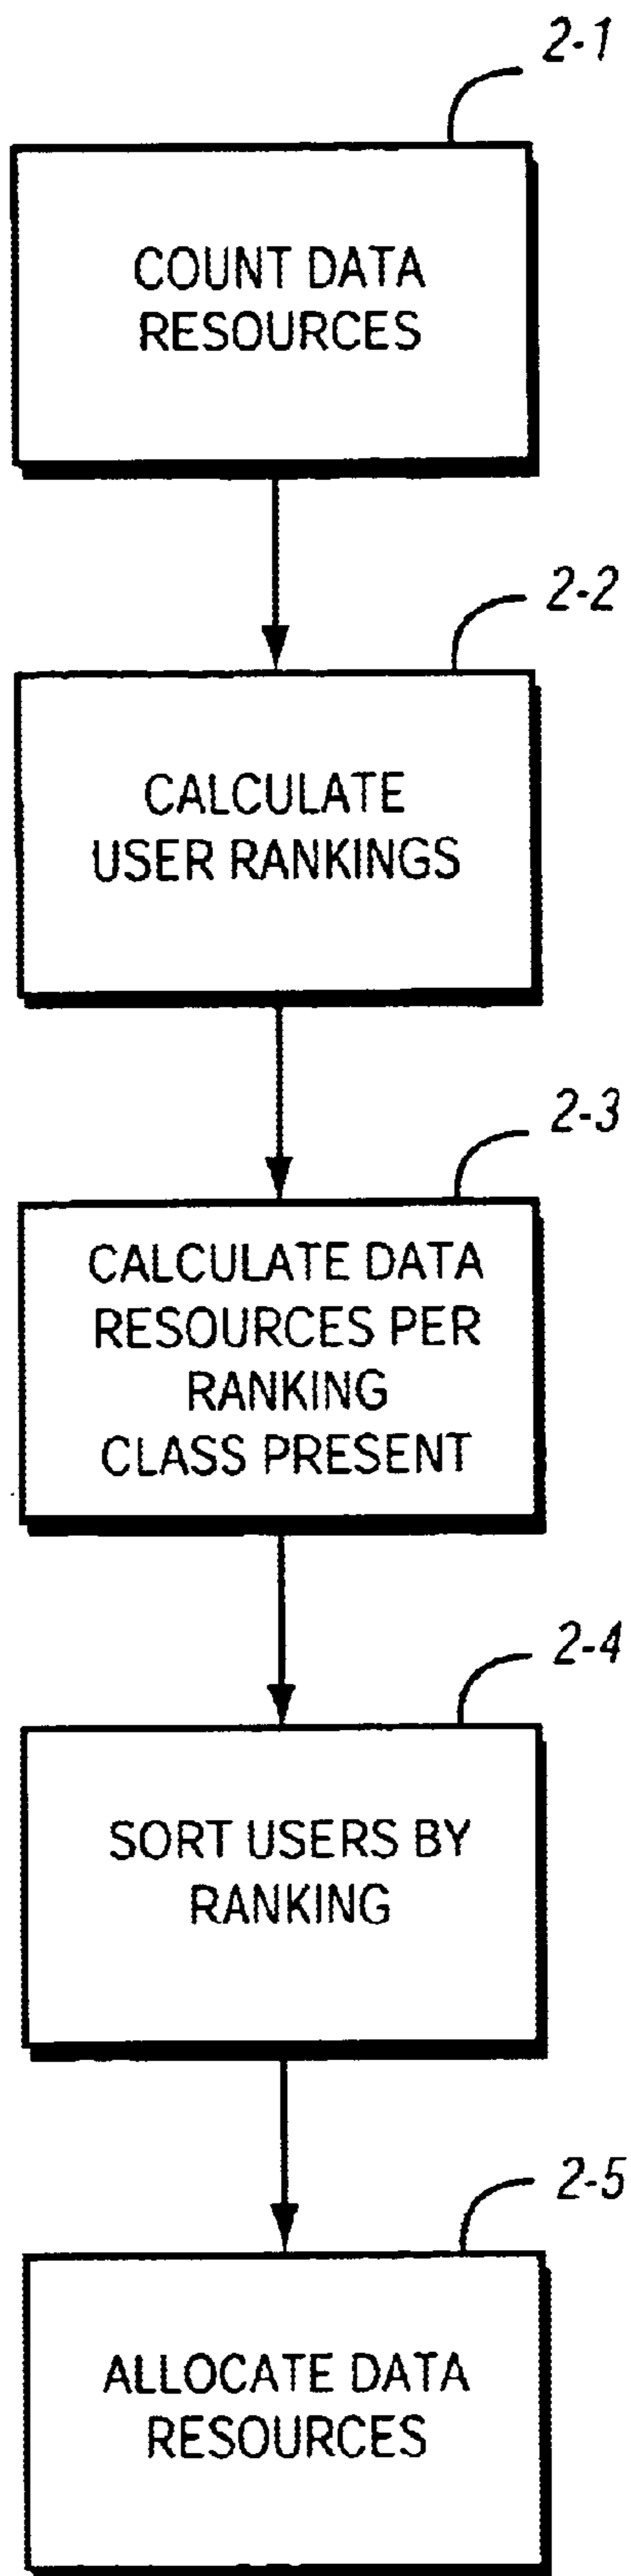 2-1
COUNT DATA
RESOURCES
2-2
CALCULATE
USER RANKINGS
2-3
CALCULATE DATA
RESOURCES PER
RANKING
CLASS PRESENT
2-4
SORT USERS BY
RANKING
2-5
ALLOCATE DATA
RESOURCES